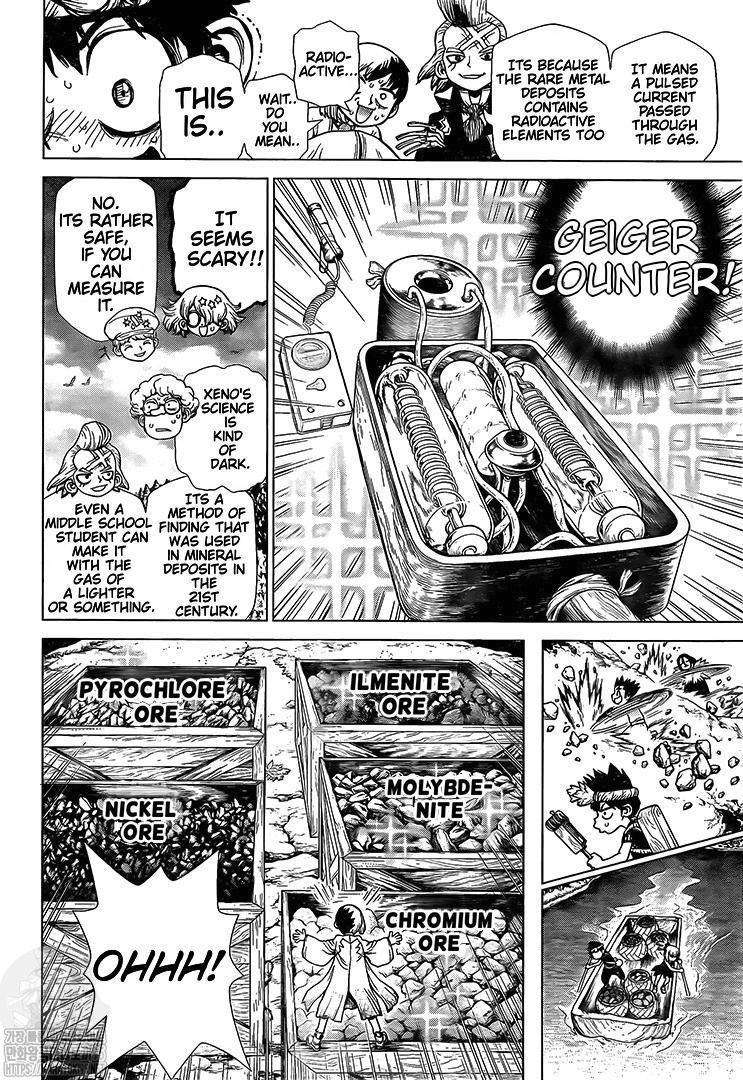 IT MEANS
A PULSED
CURRENT
PASSED
THROUGH
THE GAS.
ITS BECAUSE
THE RARE METAL
DEPOSITS
CONTAINS
RADIOACTIVE
ELEMENTS TOO
RADIO-
ACTIVE...
WAIT..
DO
YOU
MEAN..
THIS
IS..
GEIGER
COUNTER!
IT
SEEMS
SCARY!!
NO.
ITS RATHER
SAFE,
IF YOU
CAN
MEASURE
IT.
XENO'S
SCIENCE
IS
KIND
OF
DARK.
ITS A
METHOD OF
FINDING THAT
WAS USED
IN MINERAL
DEPOSITS
IN THE
21ST
CENTURY.
EVEN A
MIDDLE SCHOOL
STUDENT CAN
MAKE IT
WITH THE
GAS OF
A LIGHTER
OR SOMETHING.
ILMENITE
ORE
PYROCHLORE
ORE
MOLYBDE-
NITE
NICKEL
ORE
CHROMIUM
ORE
OHHH!